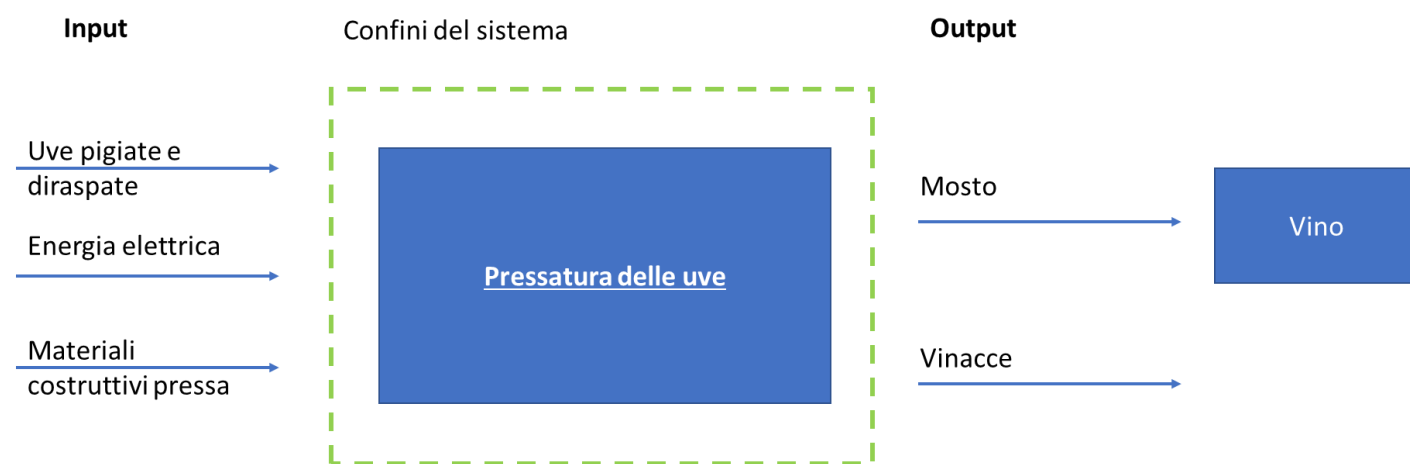 Input
Confini del sistema
Output
Uve pigiate e
diraspate
Energia elettrica
Materiali
costruttivi pressa
Pressatura delle uve
Mosto
Vinacce
Vino